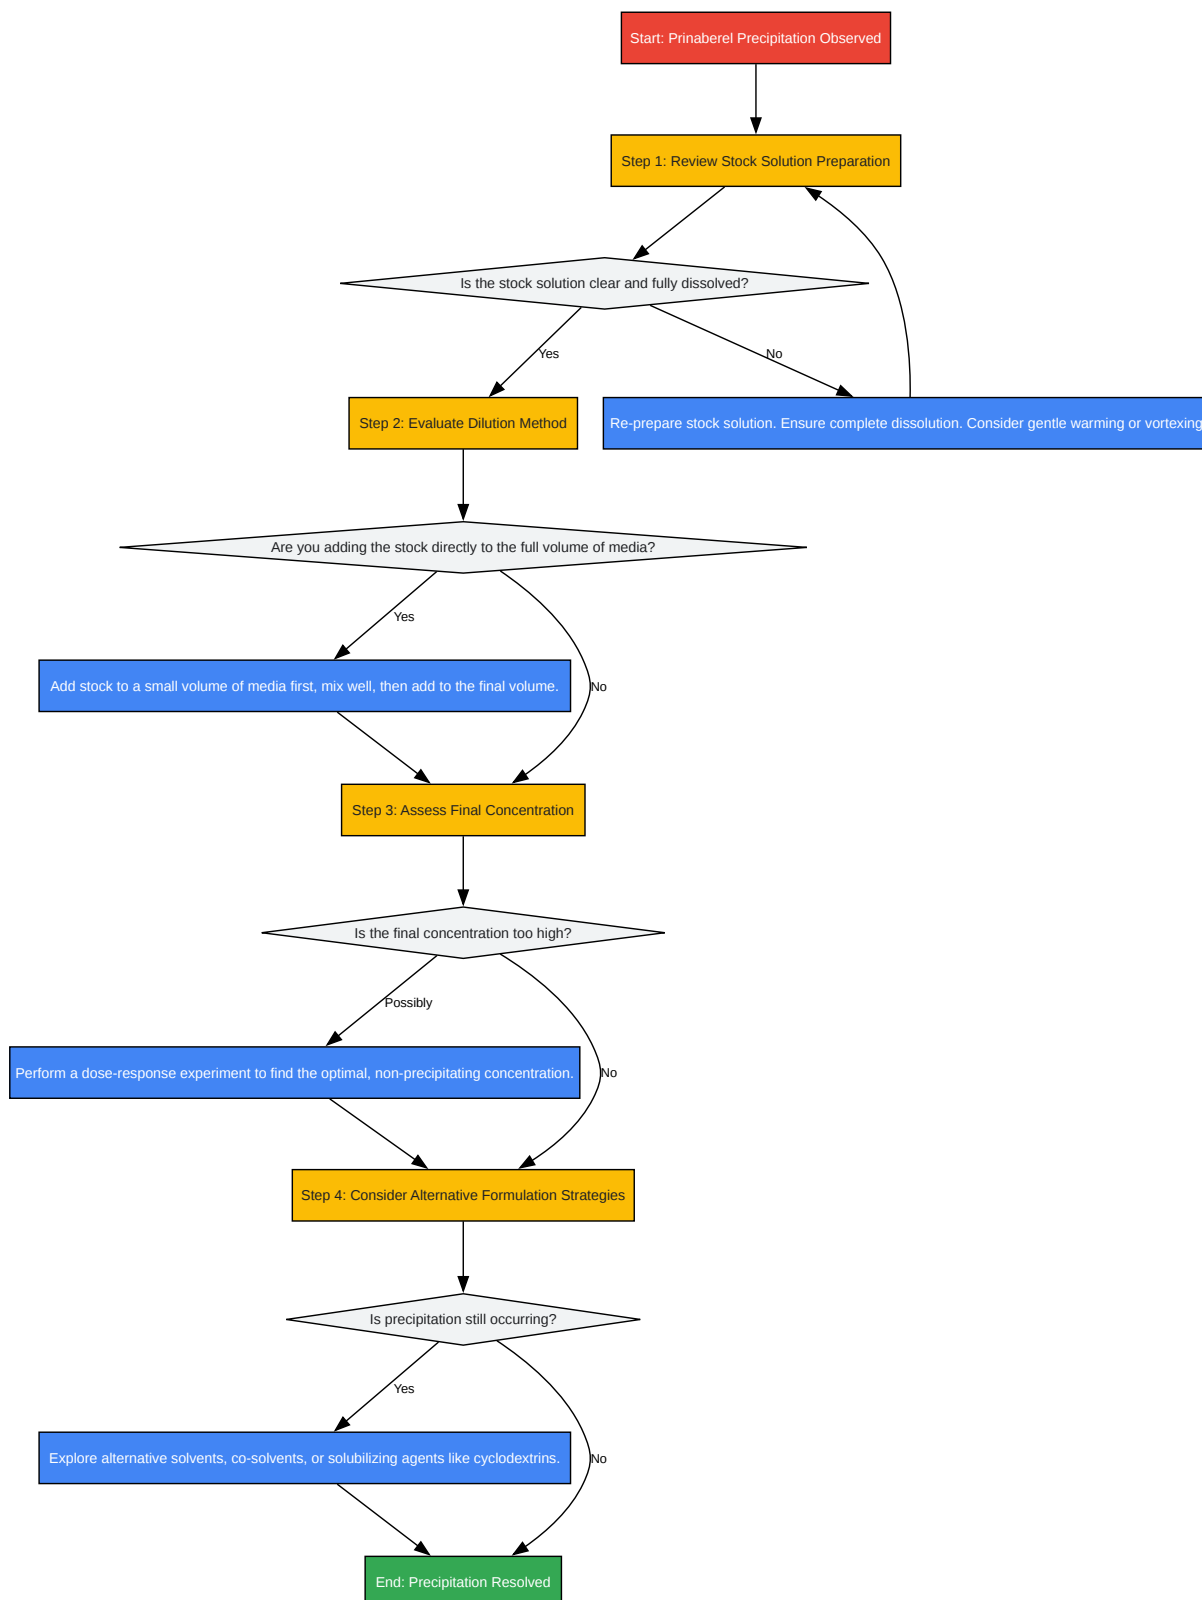 Start: Prinaberel Precipitation Observed
Step 1: Review Stock Solution Preparation
Is the stock solution clear and fully dissolved?
Yes
No
Step 2: Evaluate Dilution Method
Re-prepare stock solution. Ensure complete dissolution. Consider gentle warming or vortexing
Are you adding the stock directly to the full volume of media?
Yes
Add stock to a small volume of media first, mix well, then add to the final volume.
No
Step 3: Assess Final Concentration
Is the final concentration too high?
Possibly
Perform a dose-response experiment to find the optimal, non-precipitating concentration.
No
Step 4: Consider Alternative Formulation Strategies
Is precipitation still occurring?
Yes
Explore alternative solvents, co-solvents, or solubilizing agents like cyclodextrins.
No
End: Precipitation Resolved